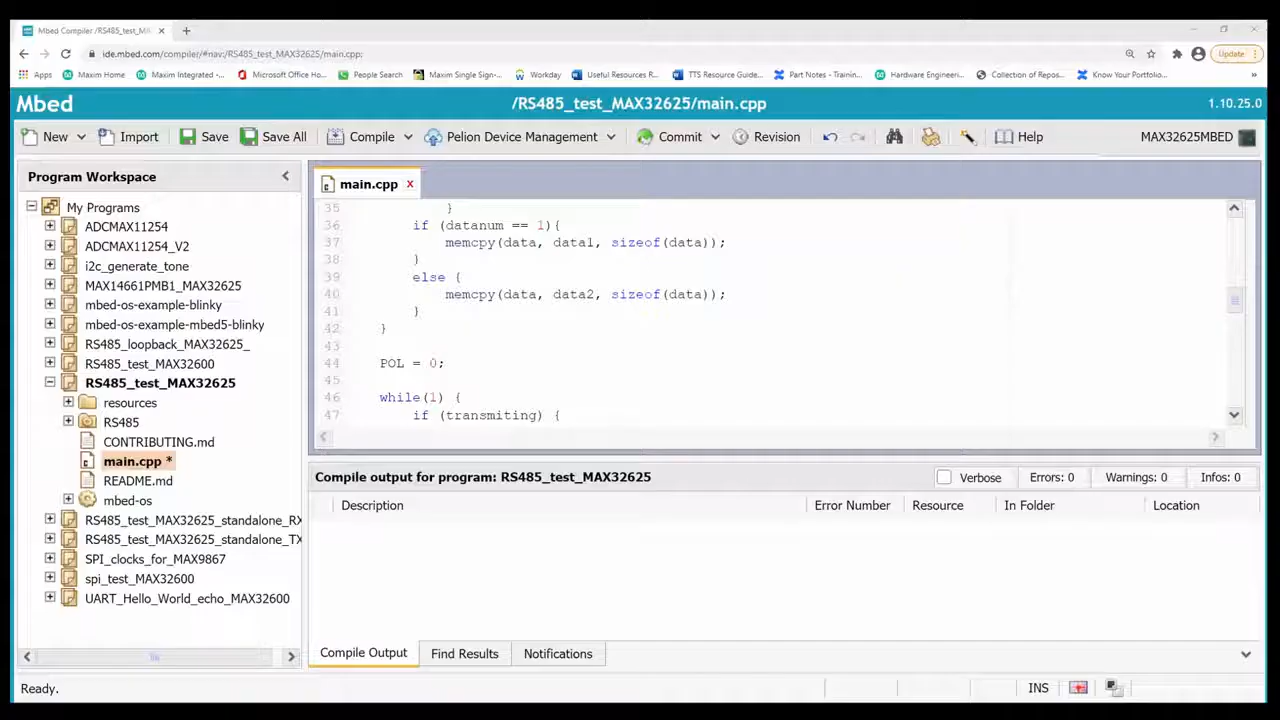 Mbed Compiler /RS485_test_M
ide.mbed.com/compiler/#nav:/RS485_test_MAX32625/main.cpp;
Update
Apps Maxim Home Maxim Integrated -... Microsoft Office Ho... People Search Maxim Single Sign-... Workday Useful Resources R... TTS Resource Guide... Part Notes - Trainin... Hardware Engineeri... Collection of Repos... Know Your Portfolio... »
Mbed /RS485_test_MAX32625/main.cpp 1.10.25.0
New Import Save Save All Compile Pelion Device Management Commit Revision Help MAX32625MBED
Program Workspace
My Programs
ADCMAX11254
ADCMAX11254_V2
i2c_generate_tone
MAX14661PMB1_MAX32625
mbed-os-example-blinky
mbed-os-example-mbed5-blinky
RS485_loopback_MAX32625_
RS485_test_MAX32600
RS485_test_MAX32625
resources
RS485
CONTRIBUTING.md
main.cpp *
README.md
mbed-os
RS485_test_MAX32625_standalone_RX
RS485_test_MAX32625_standalone_TX
SPI_clocks_for_MAX9867
spi_test_MAX32600
UART_Hello_World_echo_MAX32600
main.cpp x
35 }
36 if (datanum == 1){
37 memcpy(data, data1, sizeof(data));
38 }
39 else {
40 memcpy(data, data2, sizeof(data));
41 }
42 }
43
44 POL = 0;
45
46 while(1) {
47 if (transmiting) {
Compile output for program: RS485_test_MAX32625 Verbose Errors: 0 Warnings: 0 Infos: 0
Description Error Number Resource In Folder Location
Compile Output Find Results Notifications
Ready. INS